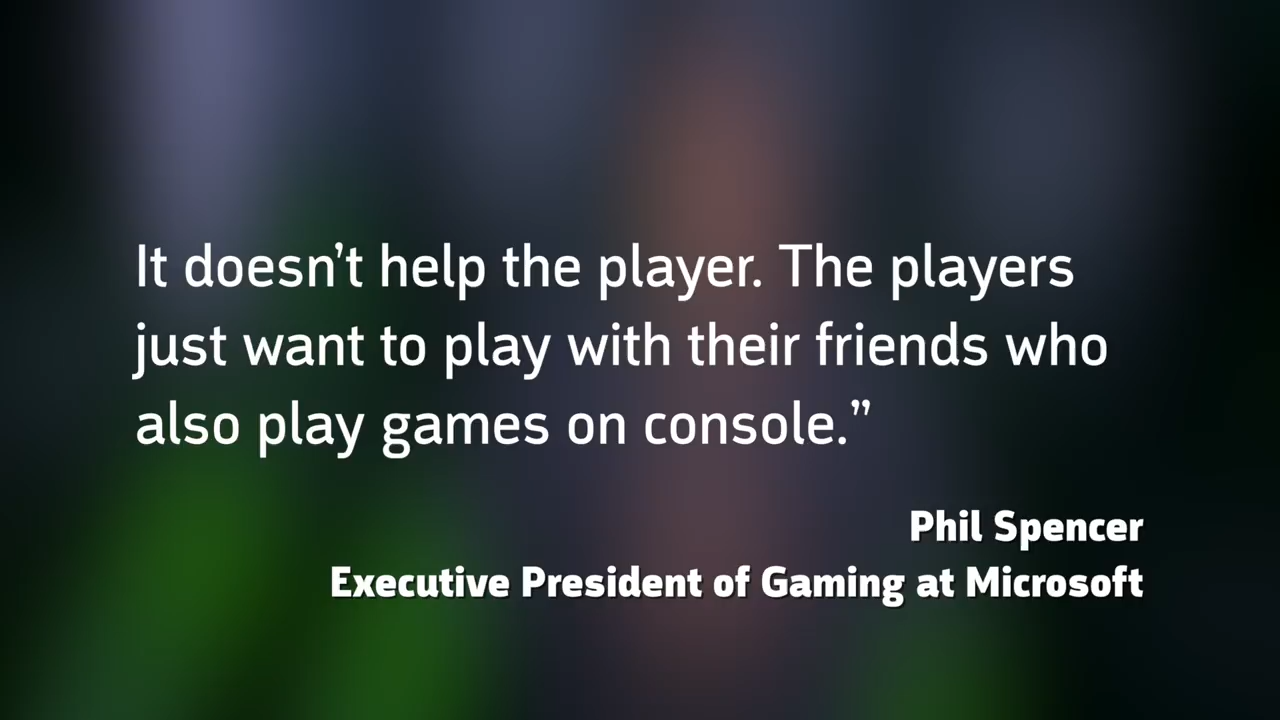 It doesn’t help the player. The players
just want to play with their friends who
also play games on console.”
Phil Spencer
Executive President of Gaming at Microsoft